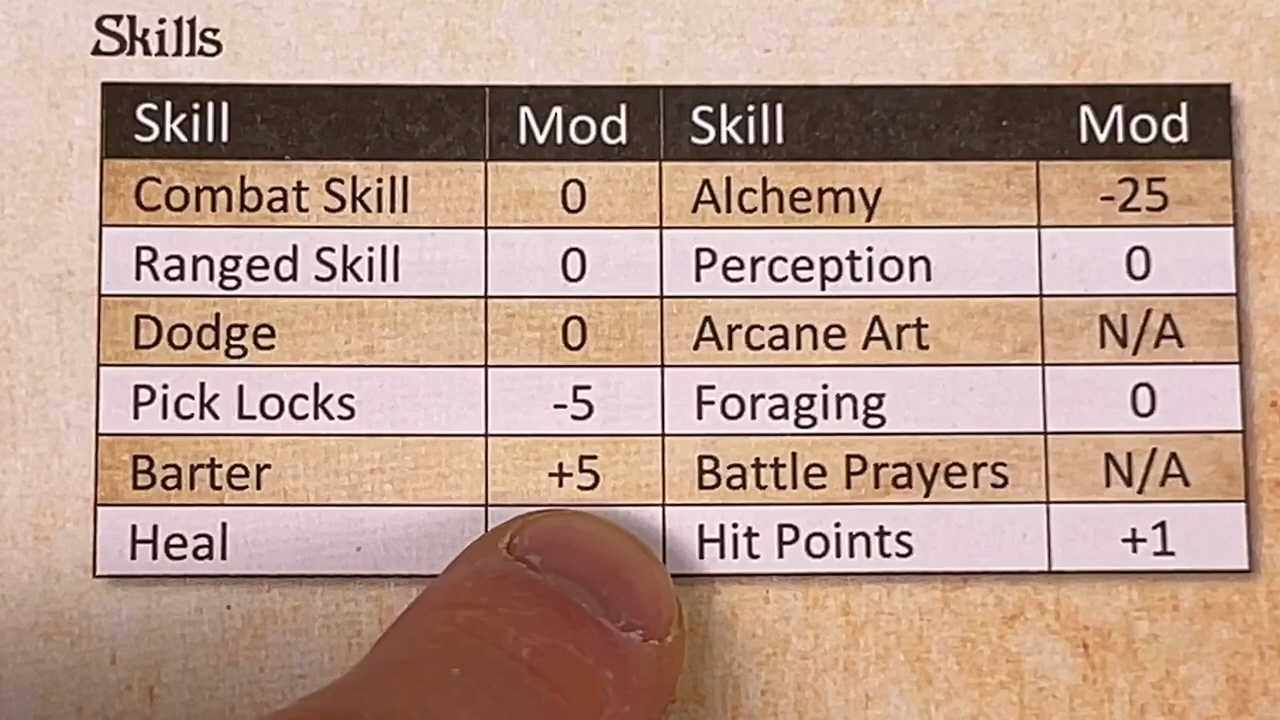 Skills
Skill Mod Skill Mod
Combat Skill 0 Alchemy -25
Ranged Skill 0 Perception 0
Dodge 0 Arcane Art N/A
Pick Locks -5 Foraging 0
Barter +5 Battle Prayers N/A
Heal Hit Points +1